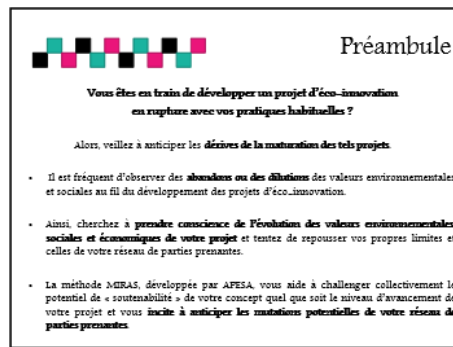 Préambule
Vous êtes en train de développer un projet d'éco-innovation
en rupture avec vos pratiques habituelles ?
Alors, veillez à anticiper les dérives de la maturation des tels projets.
• Il est fréquent d'observer des abandons ou des dilutions des valeurs environnementales
et sociales au fil du développement des projets d'éco-innovation.
• Ainsi, cherchez à prendre conscience de l'évolution des valeurs environnementales
sociales et économiques de votre projet et tentez de repousser vos propres limites et
celles de votre réseau de parties prenantes.
• La méthode MIRAS, développée par AFESA, vous aide à challenger collectivement le
potentiel de « soutenabilité » de votre concept quel que soit le niveau d'avancement de
votre projet et vous incite à anticiper les mutations potentielles de votre réseau de
parties prenantes.